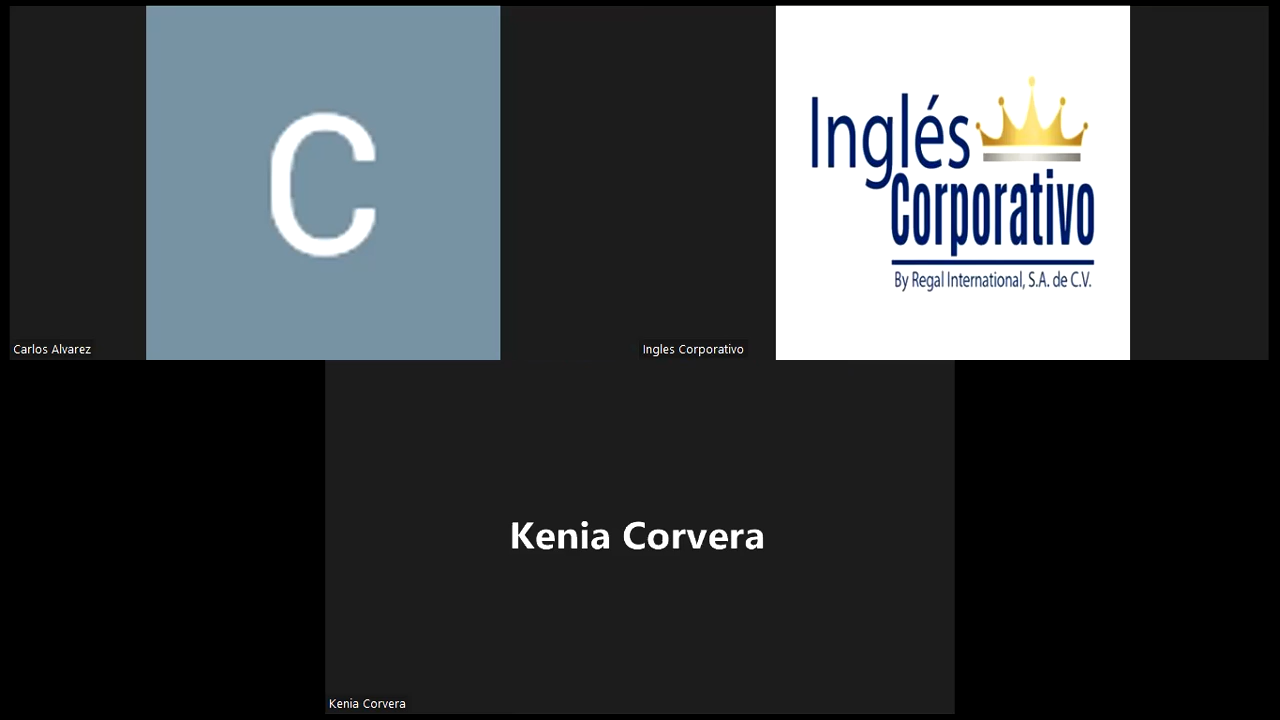 C
Inglés
Corporativo
By Regal International, S.A. de C.V.
Carlos Alvarez
Ingles Corporativo
Kenia Corvera
Kenia Corvera